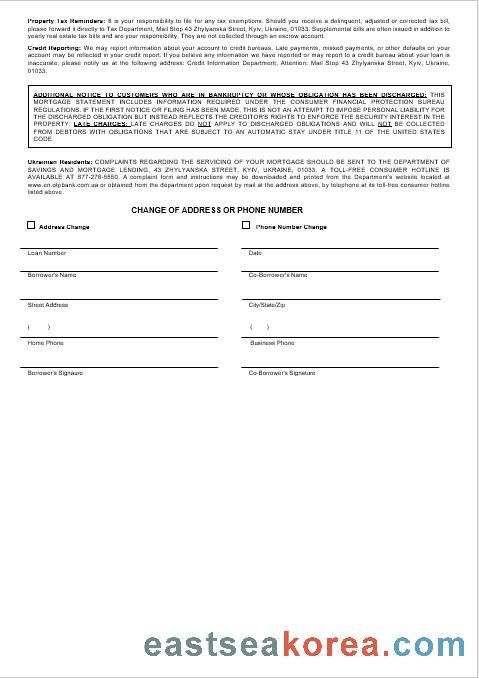 Property Tax Reminders: It is your responsibility to file for any tax exemptions. Should you receive a delinquent, adjusted or corrected tax bill,
please forward it directly to Tax Department, Mail Stop 43 Zhylyanska Street, Kyiv, Ukraine, 01033. Supplemental bills are often issued in addition to
yearly real estate tax bills and are your responsibility. They are not collected through an escrow account.
Credit Reporting: We may report information about your account to credit bureaus. Late payments, missed payments, or other defaults on your
account may be reflected in your credit report. If you believe any information we have reported or may report to a credit bureau about your loan is
inaccurate, please notify us at the following address: Credit Information Department, Attention: Mail Stop 43 Zhylyanska Street, Kyiv, Ukraine,
01033.
ADDITIONAL NOTICE TO CUSTOMERS WHO ARE IN BANKRUPTCY OR WHOSE OBLIGATION HAS BEEN DISCHARGED: THIS
MORTGAGE STATEMENT INCLUDES INFORMATION REQUIRED UNDER THE CONSUMER FINANCIAL PROTECTION BUREAU
REGULATIONS. IF THE FIRST NOTICE OR FILING HAS BEEN MADE, THIS IS NOT AN ATTEMPT TO IMPOSE PERSONAL LIABILITY FOR
THE DISCHARGED OBLIGATION BUT INSTEAD REFLECTS THE CREDITOR'S RIGHTS TO ENFORCE THE SECURITY INTEREST IN THE
PROPERTY. LATE CHARGES: LATE CHARGES DO NOT APPLY TO DISCHARGED OBLIGATIONS AND WILL NOT BE COLLECTED
FROM DEBTORS WITH OBLIGATIONS THAT ARE SUBJECT TO AN AUTOMATIC STAY UNDER TITLE 11 OF THE UNITED STATES
CODE.
Ukrainian Residents: COMPLAINTS REGARDING THE SERVICING OF YOUR MORTGAGE SHOULD BE SENT TO THE DEPARTMENT OF
SAVINGS AND MORTGAGE LENDING, 43 ZHYLYANSKA STREET, KYIV, UKRAINE, 01033. A TOLL-FREE CONSUMER HOTLINE IS
AVAILABLE AT 877-276-5550. A complaint form and instructions may be downloaded and printed from the Department's website located at
www.en.otpbank.com.ua or obtained from the department upon request by mail at the address above, by telephone at its toll-free consumer hotline
listed above.
CHANGE OF ADDRESS OR PHONE NUMBER
Address Change Phone Number Change
Loan Number Date
Borrower's Name Co-Borrower's Name
Street Address City/State/Zip
( ) ( )
Home Phone Business Phone
Borrower's Signaure Co-Borrower's Signature
eastseakorea.com